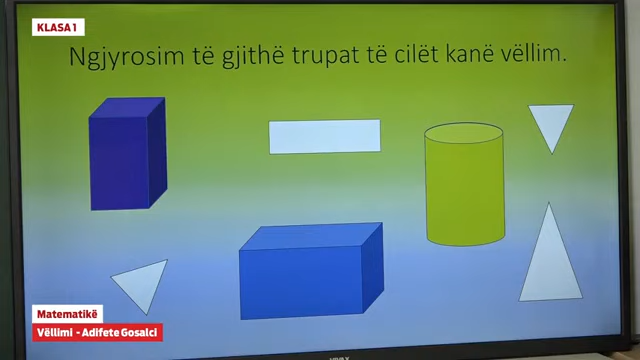 KLASA 1
Ngjyrosim të gjithë trupat të cilët kanë vëllim.
Matematikë
Vëllimi - Adifete Gosalci